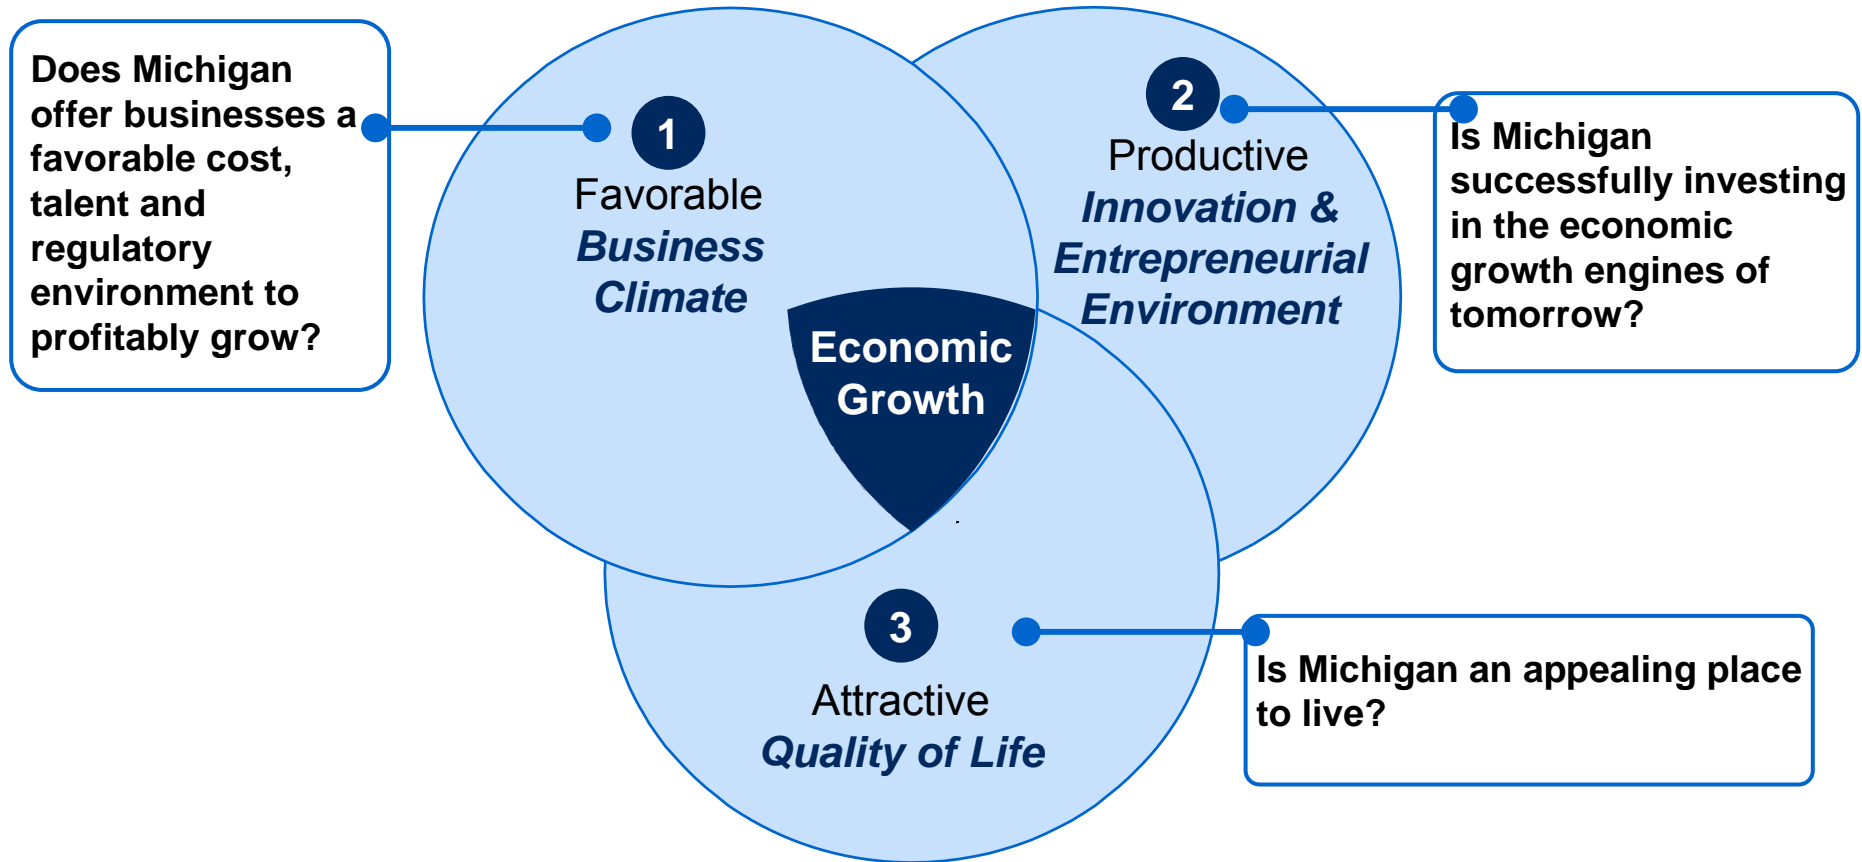 Does Michigan
offer businesses a
favorable cost,
talent and
regulatory
environment to
profitably grow?
1
Favorable
Business
Climate
2
Productive
Innovation &
Entrepreneurial
Environment
Is Michigan
successfully investing
in the economic
growth engines of
tomorrow?
Economic
Growth
3
Attractive
Quality of Life
Is Michigan an appealing place
to live?